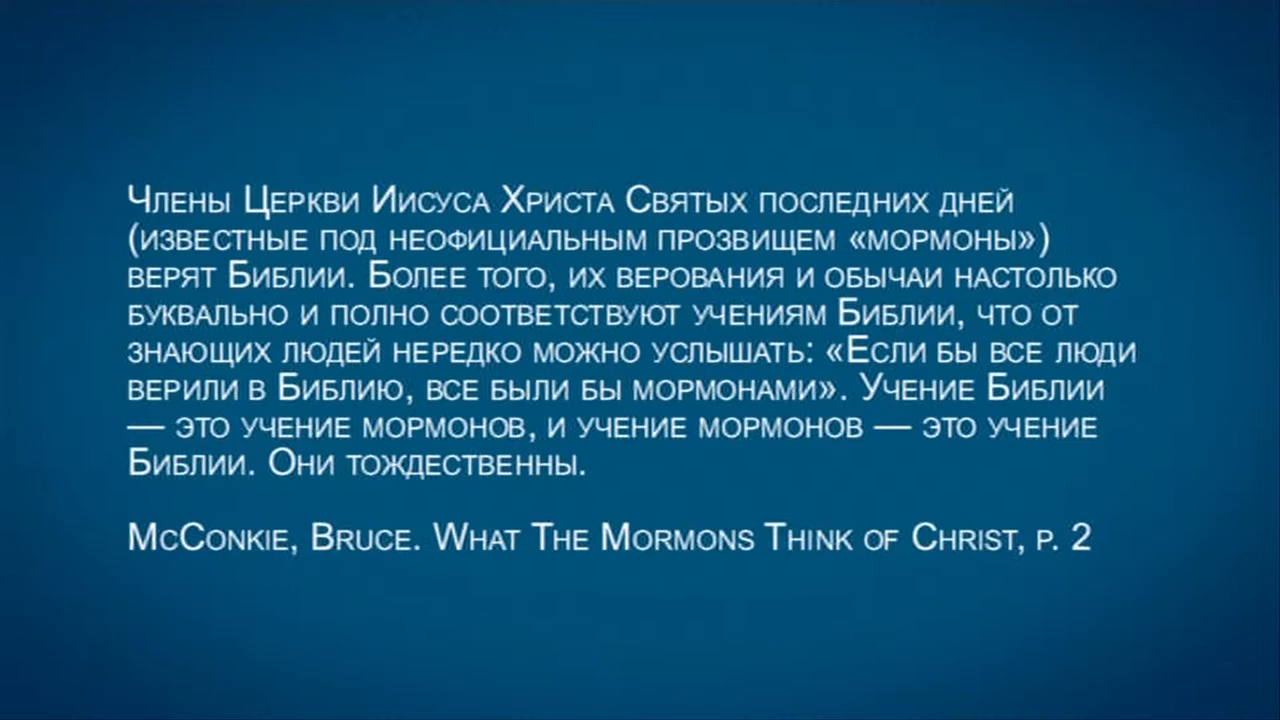 Члены Церкви Иисуса Христа Святых последних дней
(известные под неофициальным прозвищем «мормоны»)
верят Библии. Более того, их верования и обычаи настолько
буквально и полно соответствуют учениям Библии, что от
знающих людей нередко можно услышать: «Если бы все люди
верили в Библию, все были бы мормонами». Учение Библии
— это учение мормонов, и учение мормонов — это учение
Библии. Они тождественны.
McConkie, Bruce. What The Mormons Think of Christ, p. 2